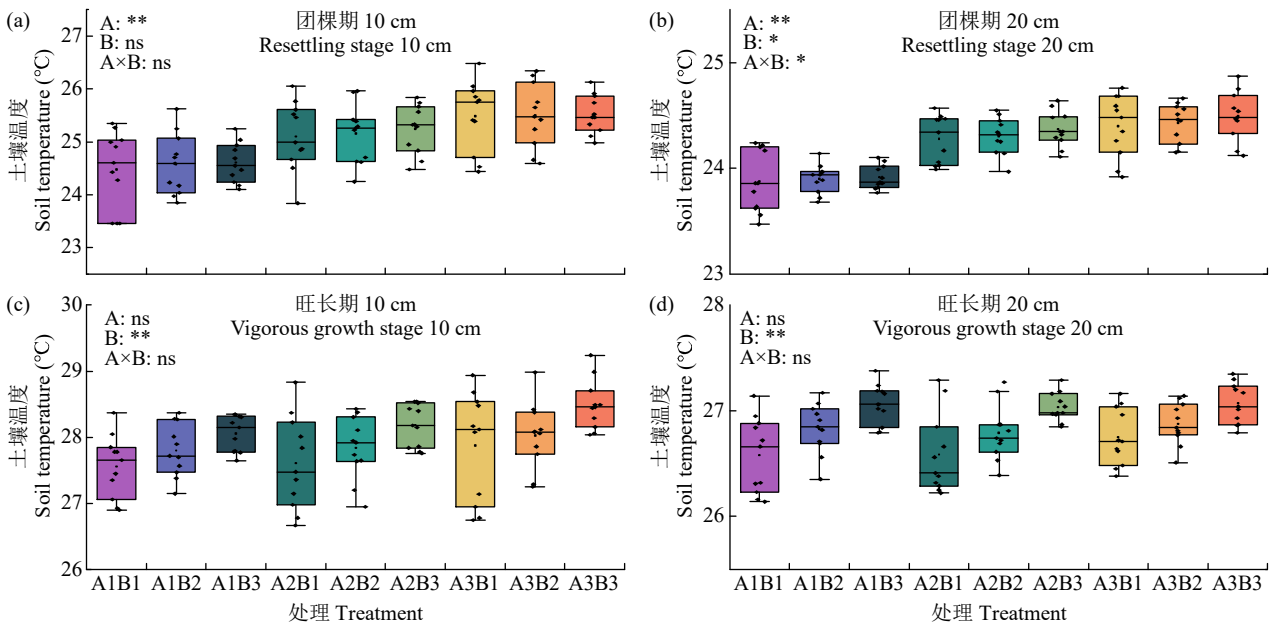 (a)
A: **
B: ns
A×B: ns
团棵期 10 cm
Resettling stage 10 cm
土壤温度
Soil temperature (°C)
27
26
25
24
23
(b)
A: **
B: *
A×B: *
团棵期 20 cm
Resettling stage 20 cm
土壤温度
Soil temperature (°C)
25
24
23
(c)
A: ns
B: **
A×B: ns
旺长期 10 cm
Vigorous growth stage 10 cm
土壤温度
Soil temperature (°C)
30
29
28
27
26
A1B1 A1B2 A1B3 A2B1 A2B2 A2B3 A3B1 A3B2 A3B3
处理 Treatment
(d)
A: ns
B: **
A×B: ns
旺长期 20 cm
Vigorous growth stage 20 cm
土壤温度
Soil temperature (°C)
28
27
26
A1B1 A1B2 A1B3 A2B1 A2B2 A2B3 A3B1 A3B2 A3B3
处理 Treatment